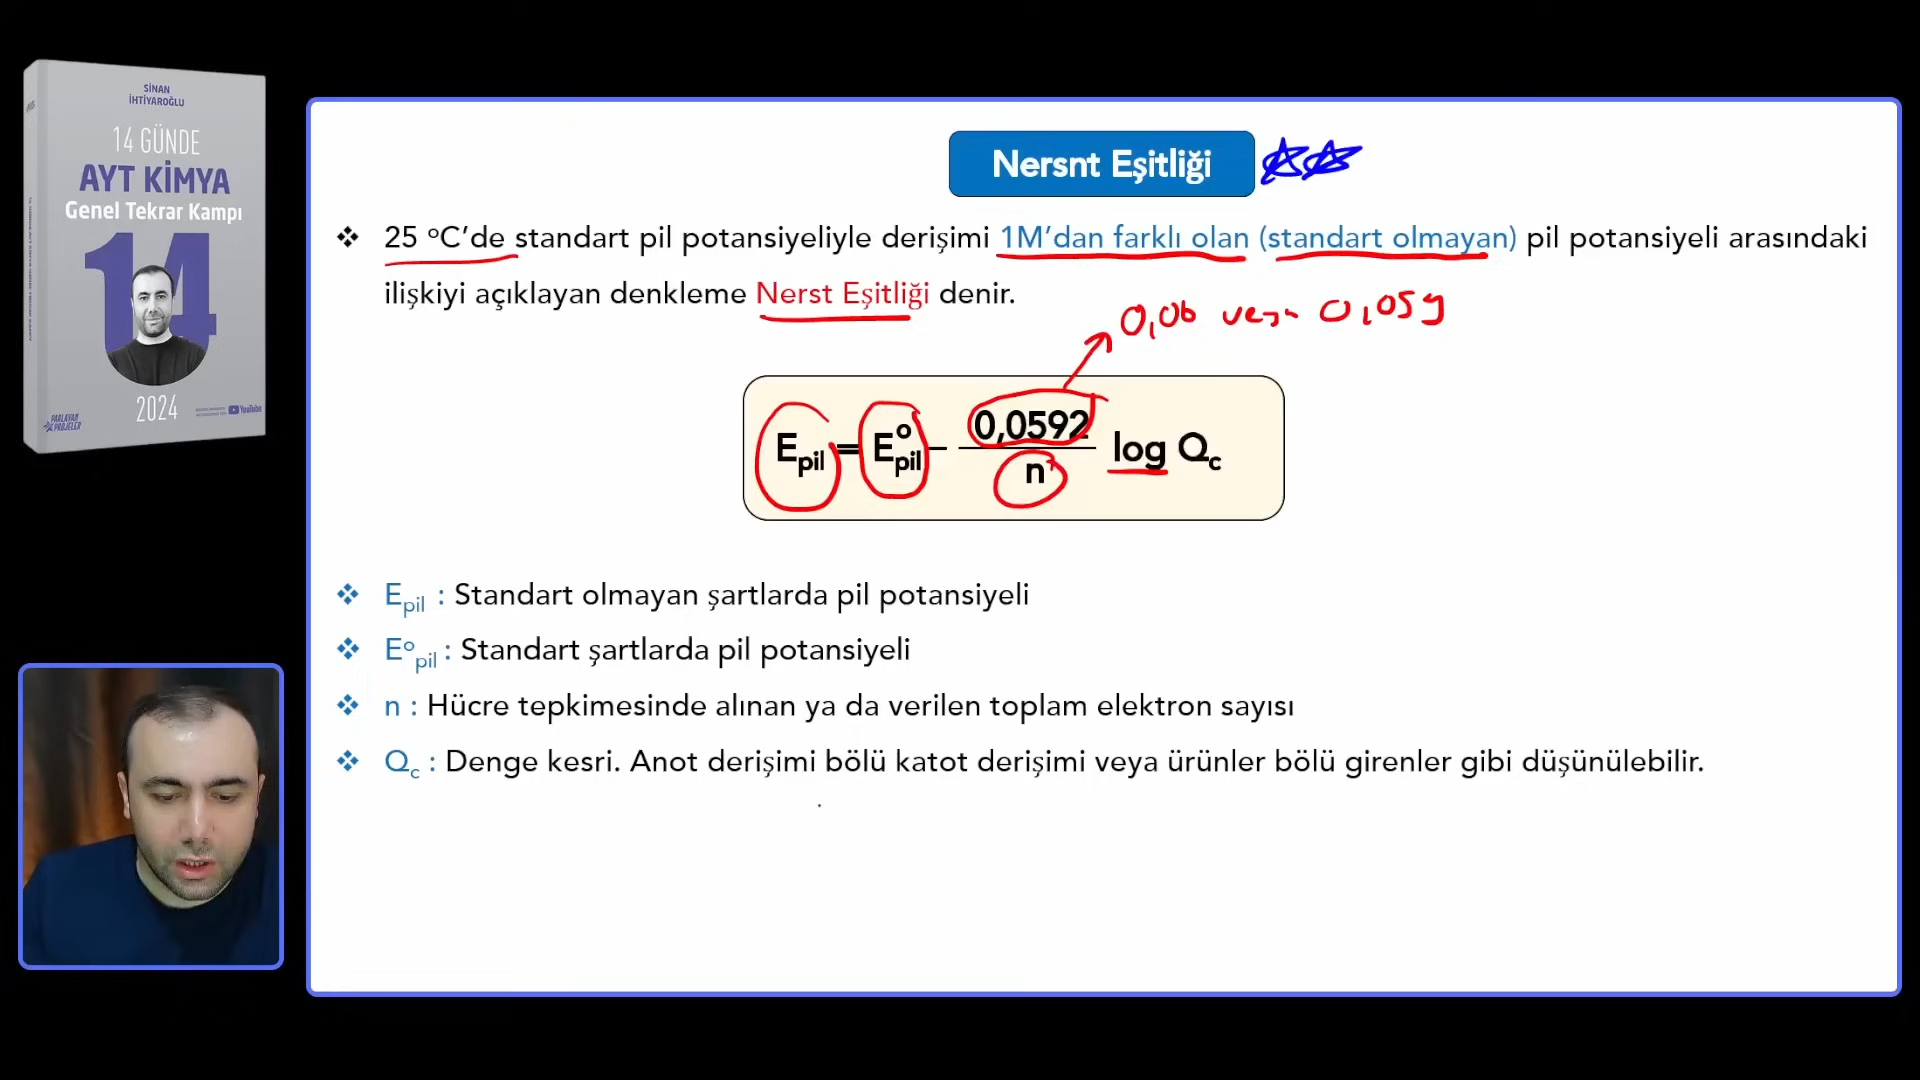 SİNAN
İHTİYAROĞLU
14 GÜNDE
AYT KİMYA
Genel Tekrar Kampı
14
2024
PARLAYAN
PROJELER
YouTube
Nersnt Eşitliği
❖ 25 °C'de standart pil potansiyeliyle derişimi 1M'dan farklı olan (standart olmayan) pil potansiyeli arasındaki
ilişkiyi açıklayan denkleme Nerst Eşitliği denir.
0,06 veya 0,059
E_pil = E°_pil − 0,0592/n log Q_c
❖ E_pil : Standart olmayan şartlarda pil potansiyeli
❖ E°_pil : Standart şartlarda pil potansiyeli
❖ n : Hücre tepkimesinde alınan ya da verilen toplam elektron sayısı
❖ Q_c : Denge kesri. Anot derişimi bölü katot derişimi veya ürünler bölü girenler gibi düşünülebilir.